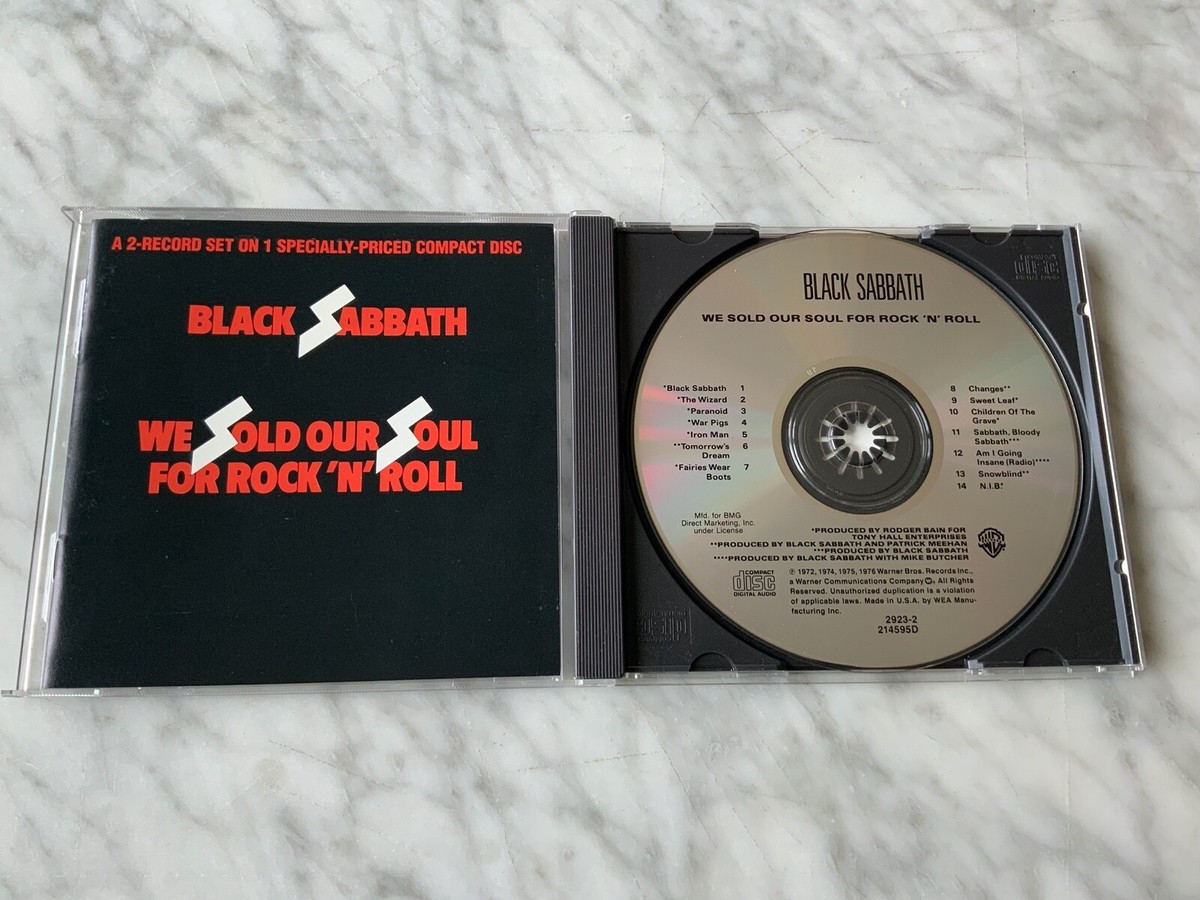 A 2-RECORD SET ON 1 SPECIALLY-PRICED COMPACT DISC
BLACK SABBATH
WE SOLD OUR SOUL
FOR ROCK 'N' ROLL
BLACK SABBATH
WE SOLD OUR SOUL FOR ROCK 'N' ROLL
*Black Sabbath 1
*The Wizard 2
*Paranoid 3
*War Pigs 4
*Iron Man 5
**Tomorrow's 6
Dream
*Fairies Wear 7
Boots
8 Changes**
9 Sweet Leaf*
10 Children Of The
Grave*
11 Sabbath, Bloody
Sabbath***
12 Am I Going
Insane (Radio)****
13 Snowblind**
14 N.I.B.*
Mfd. for BMG
Direct Marketing, Inc.
under License
*PRODUCED BY RODGER BAIN FOR
TONY HALL ENTERPRISES
**PRODUCED BY BLACK SABBATH AND PATRICK MEEHAN
***PRODUCED BY BLACK SABBATH
****PRODUCED BY BLACK SABBATH WITH MIKE BUTCHER
COMPACT
disc
DIGITAL AUDIO
℗ 1972, 1974, 1975, 1976 Warner Bros. Records Inc.,
a Warner Communications Company. All Rights
Reserved. Unauthorized duplication is a violation
of applicable laws. Made in U.S.A. by WEA Manu-
facturing Inc.
2923-2
214595D
COMPACT
disc
DIGITAL AUDIO